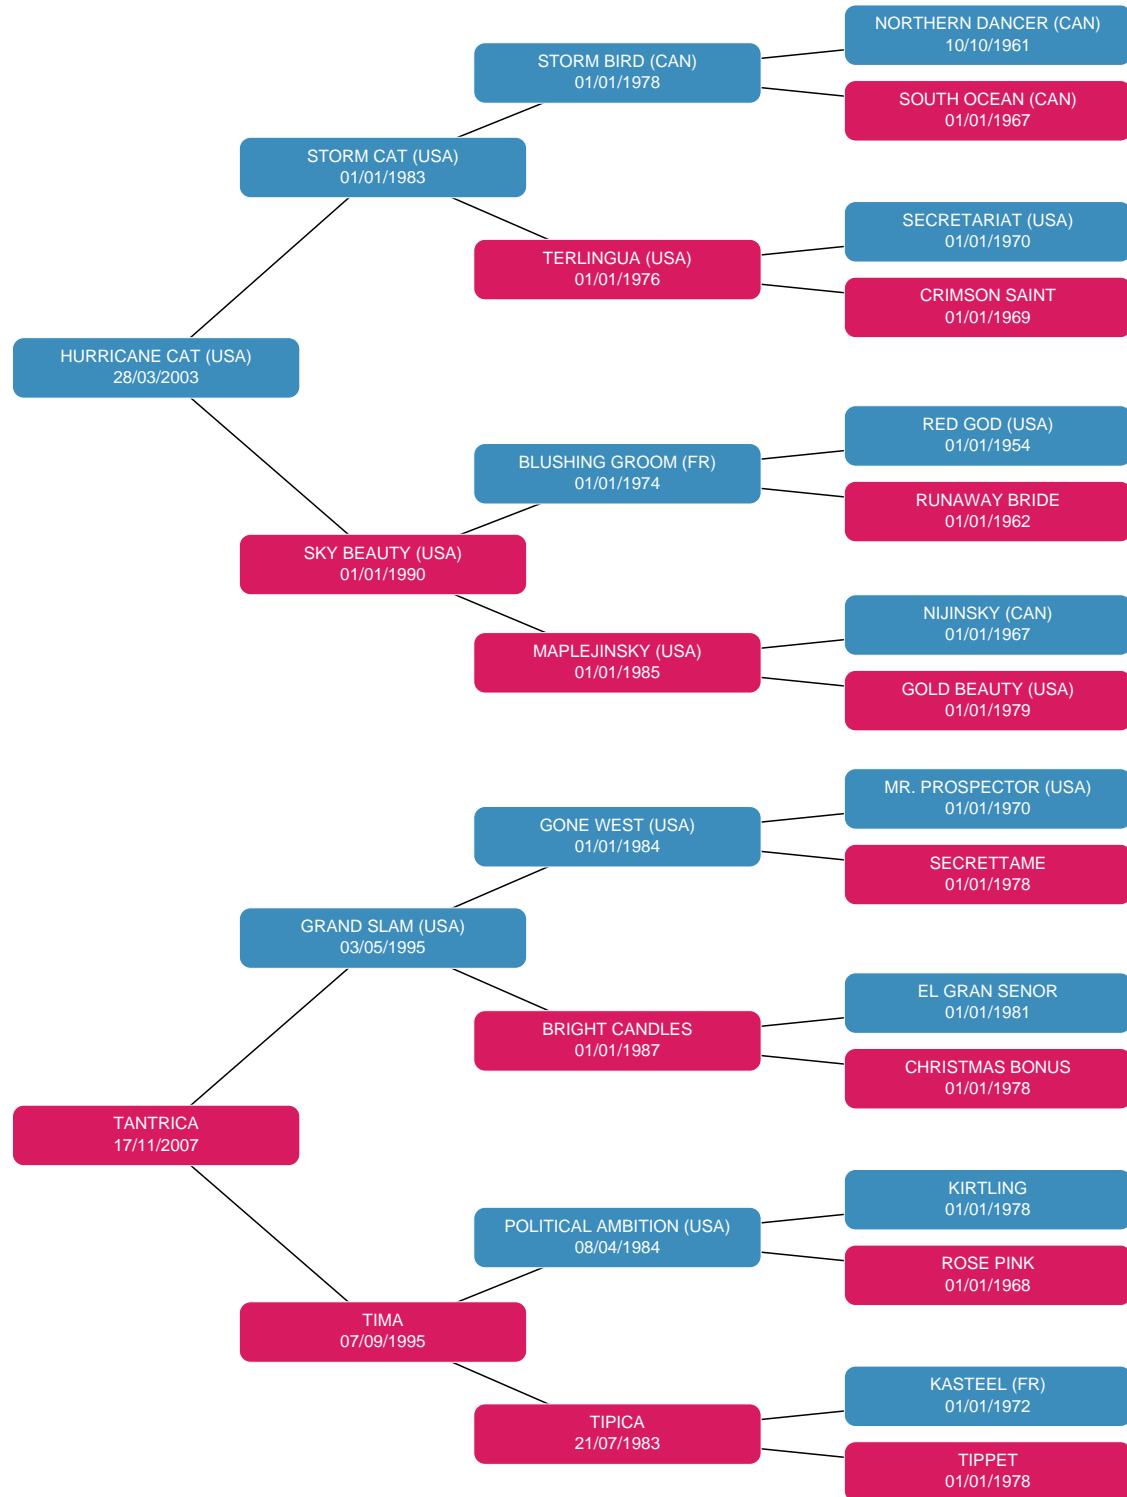 NORTHERN DANCER (CAN)
10/10/1961
STORM BIRD (CAN)
01/01/1978
SOUTH OCEAN (CAN)
01/01/1967
STORM CAT (USA)
01/01/1983
SECRETARIAT (USA)
01/01/1970
TERLINGUA (USA)
01/01/1976
CRIMSON SAINT
01/01/1969
HURRICANE CAT (USA)
28/03/2003
RED GOD (USA)
01/01/1954
BLUSHING GROOM (FR)
01/01/1974
RUNAWAY BRIDE
01/01/1962
SKY BEAUTY (USA)
01/01/1990
NIJINSKY (CAN)
01/01/1967
MAPLEJINSKY (USA)
01/01/1985
GOLD BEAUTY (USA)
01/01/1979
MR. PROSPECTOR (USA)
01/01/1970
GONE WEST (USA)
01/01/1984
SECRETTAME
01/01/1978
GRAND SLAM (USA)
03/05/1995
EL GRAN SENOR
01/01/1981
BRIGHT CANDLES
01/01/1987
CHRISTMAS BONUS
01/01/1978
TANTRICA
17/11/2007
KIRTLING
01/01/1978
POLITICAL AMBITION (USA)
08/04/1984
ROSE PINK
01/01/1968
TIMA
07/09/1995
KASTEEL (FR)
01/01/1972
TIPICA
21/07/1983
TIPPET
01/01/1978